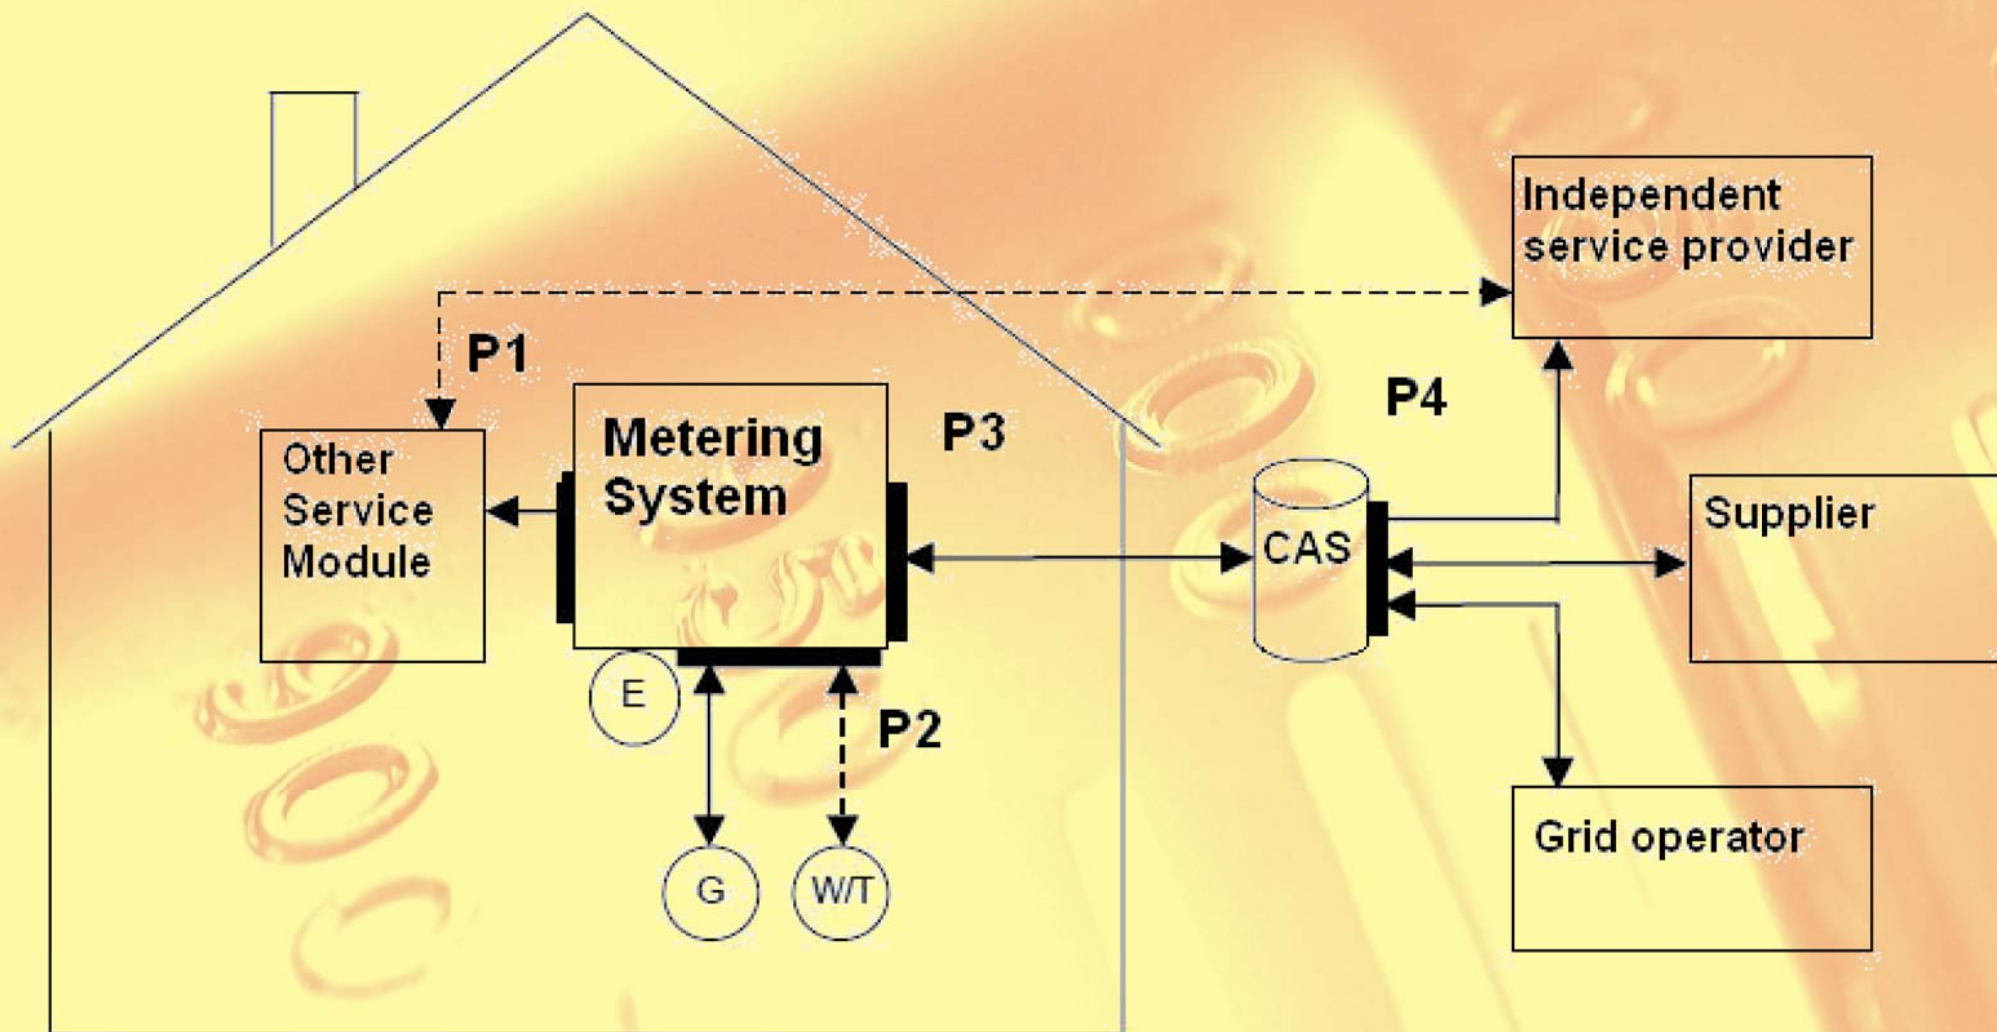 Independent
service provider
P1
P4
Metering
System
P3
Other
Service
Module
CAS
Supplier
E
P2
G
W/T
Grid operator